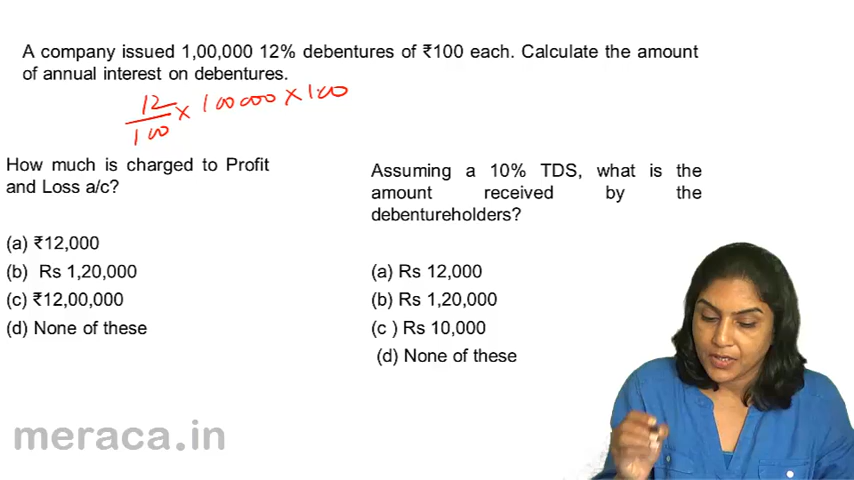 A company issued 1,00,000 12% debentures of ₹100 each. Calculate the amount
of annual interest on debentures.
12/100 × 100000 × 100
How much is charged to Profit
and Loss a/c?
(a) ₹12,000
(b) Rs 1,20,000
(c) ₹12,00,000
(d) None of these
Assuming a 10% TDS, what is the
amount received by the
debentureholders?
(a) Rs 12,000
(b) Rs 1,20,000
(c ) Rs 10,000
(d) None of these
meraca.in